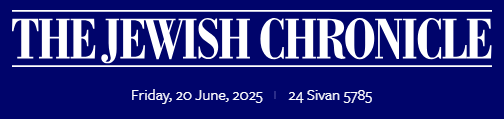 THE JEWISH CHRONICLE
Friday, 20 June, 2025 | 24 Sivan 5785